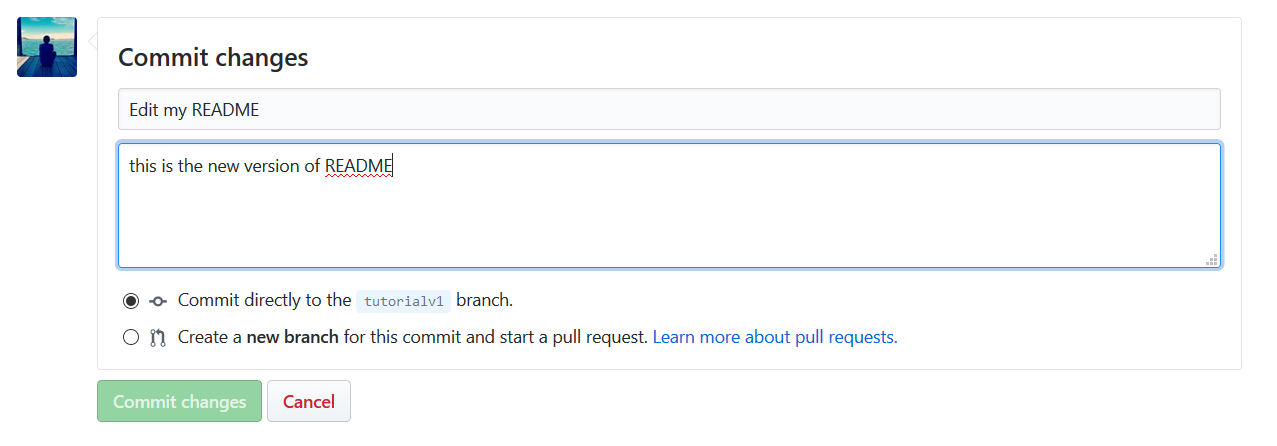 Commit changes
Edit my README
this is the new version of README
Commit directly to the tutorialv1 branch.
Create a new branch for this commit and start a pull request. Learn more about pull requests.
Commit changes Cancel